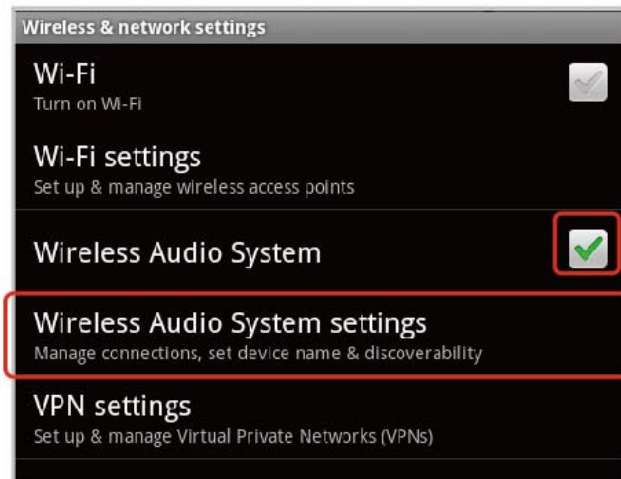 Wireless & network settings
Wi-Fi
Turn on Wi-Fi
Wi-Fi settings
Set up & manage wireless access points
Wireless Audio System
Wireless Audio System settings
Manage connections, set device name & discoverability
VPN settings
Set up & manage Virtual Private Networks (VPNs)